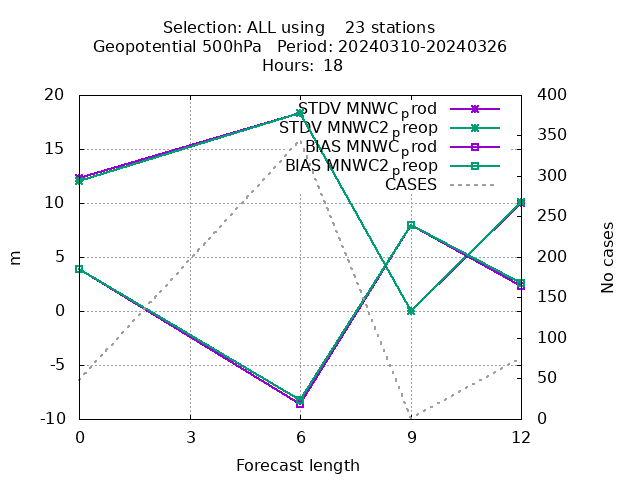 Selection: ALL using    23 stations
Geopotential 500hPa   Period: 20240310-20240326
Hours: 18
STDV MNWC_prod
STDV MNWC2_preop
BIAS MNWC_prod
BIAS MNWC2_preop
CASES
20
15
10
5
0
-5
-10
m
400
350
300
250
200
150
100
50
0
No cases
0 3 6 9 12
Forecast length